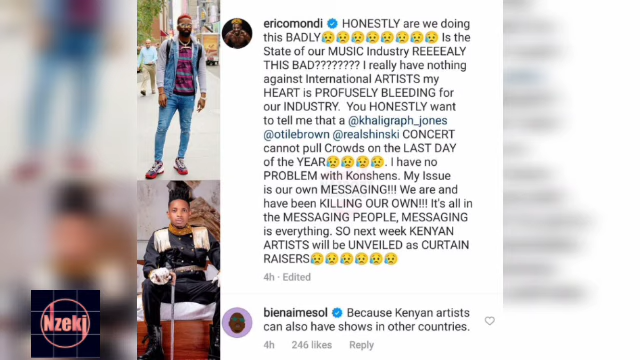 ericomondi HONESTLY are we doing
this BADLY😥😥😥😥😥😥😥😥 Is the
State of our MUSIC Industry REEEEALY
THIS BAD???????? I really have nothing
against International ARTISTS my
HEART is PROFUSELY BLEEDING for
our INDUSTRY. You HONESTLY want
to tell me that a @khaligraph_jones
@otilebrown @realshinski CONCERT
cannot pull Crowds on the LAST DAY
of the YEAR😥😥😥😥. I have no
PROBLEM with Konshens. My Issue
is our own MESSAGING!!! We are and
have been KILLING OUR OWN!!! It's all in
the MESSAGING PEOPLE, MESSAGING
is everything. SO next week KENYAN
ARTISTS will be UNVEILED as CURTAIN
RAISERS😥😥😥😥😥😥
4h · Edited
bienaimesol Because Kenyan artists
can also have shows in other countries.
4h 246 likes Reply
Nzeki